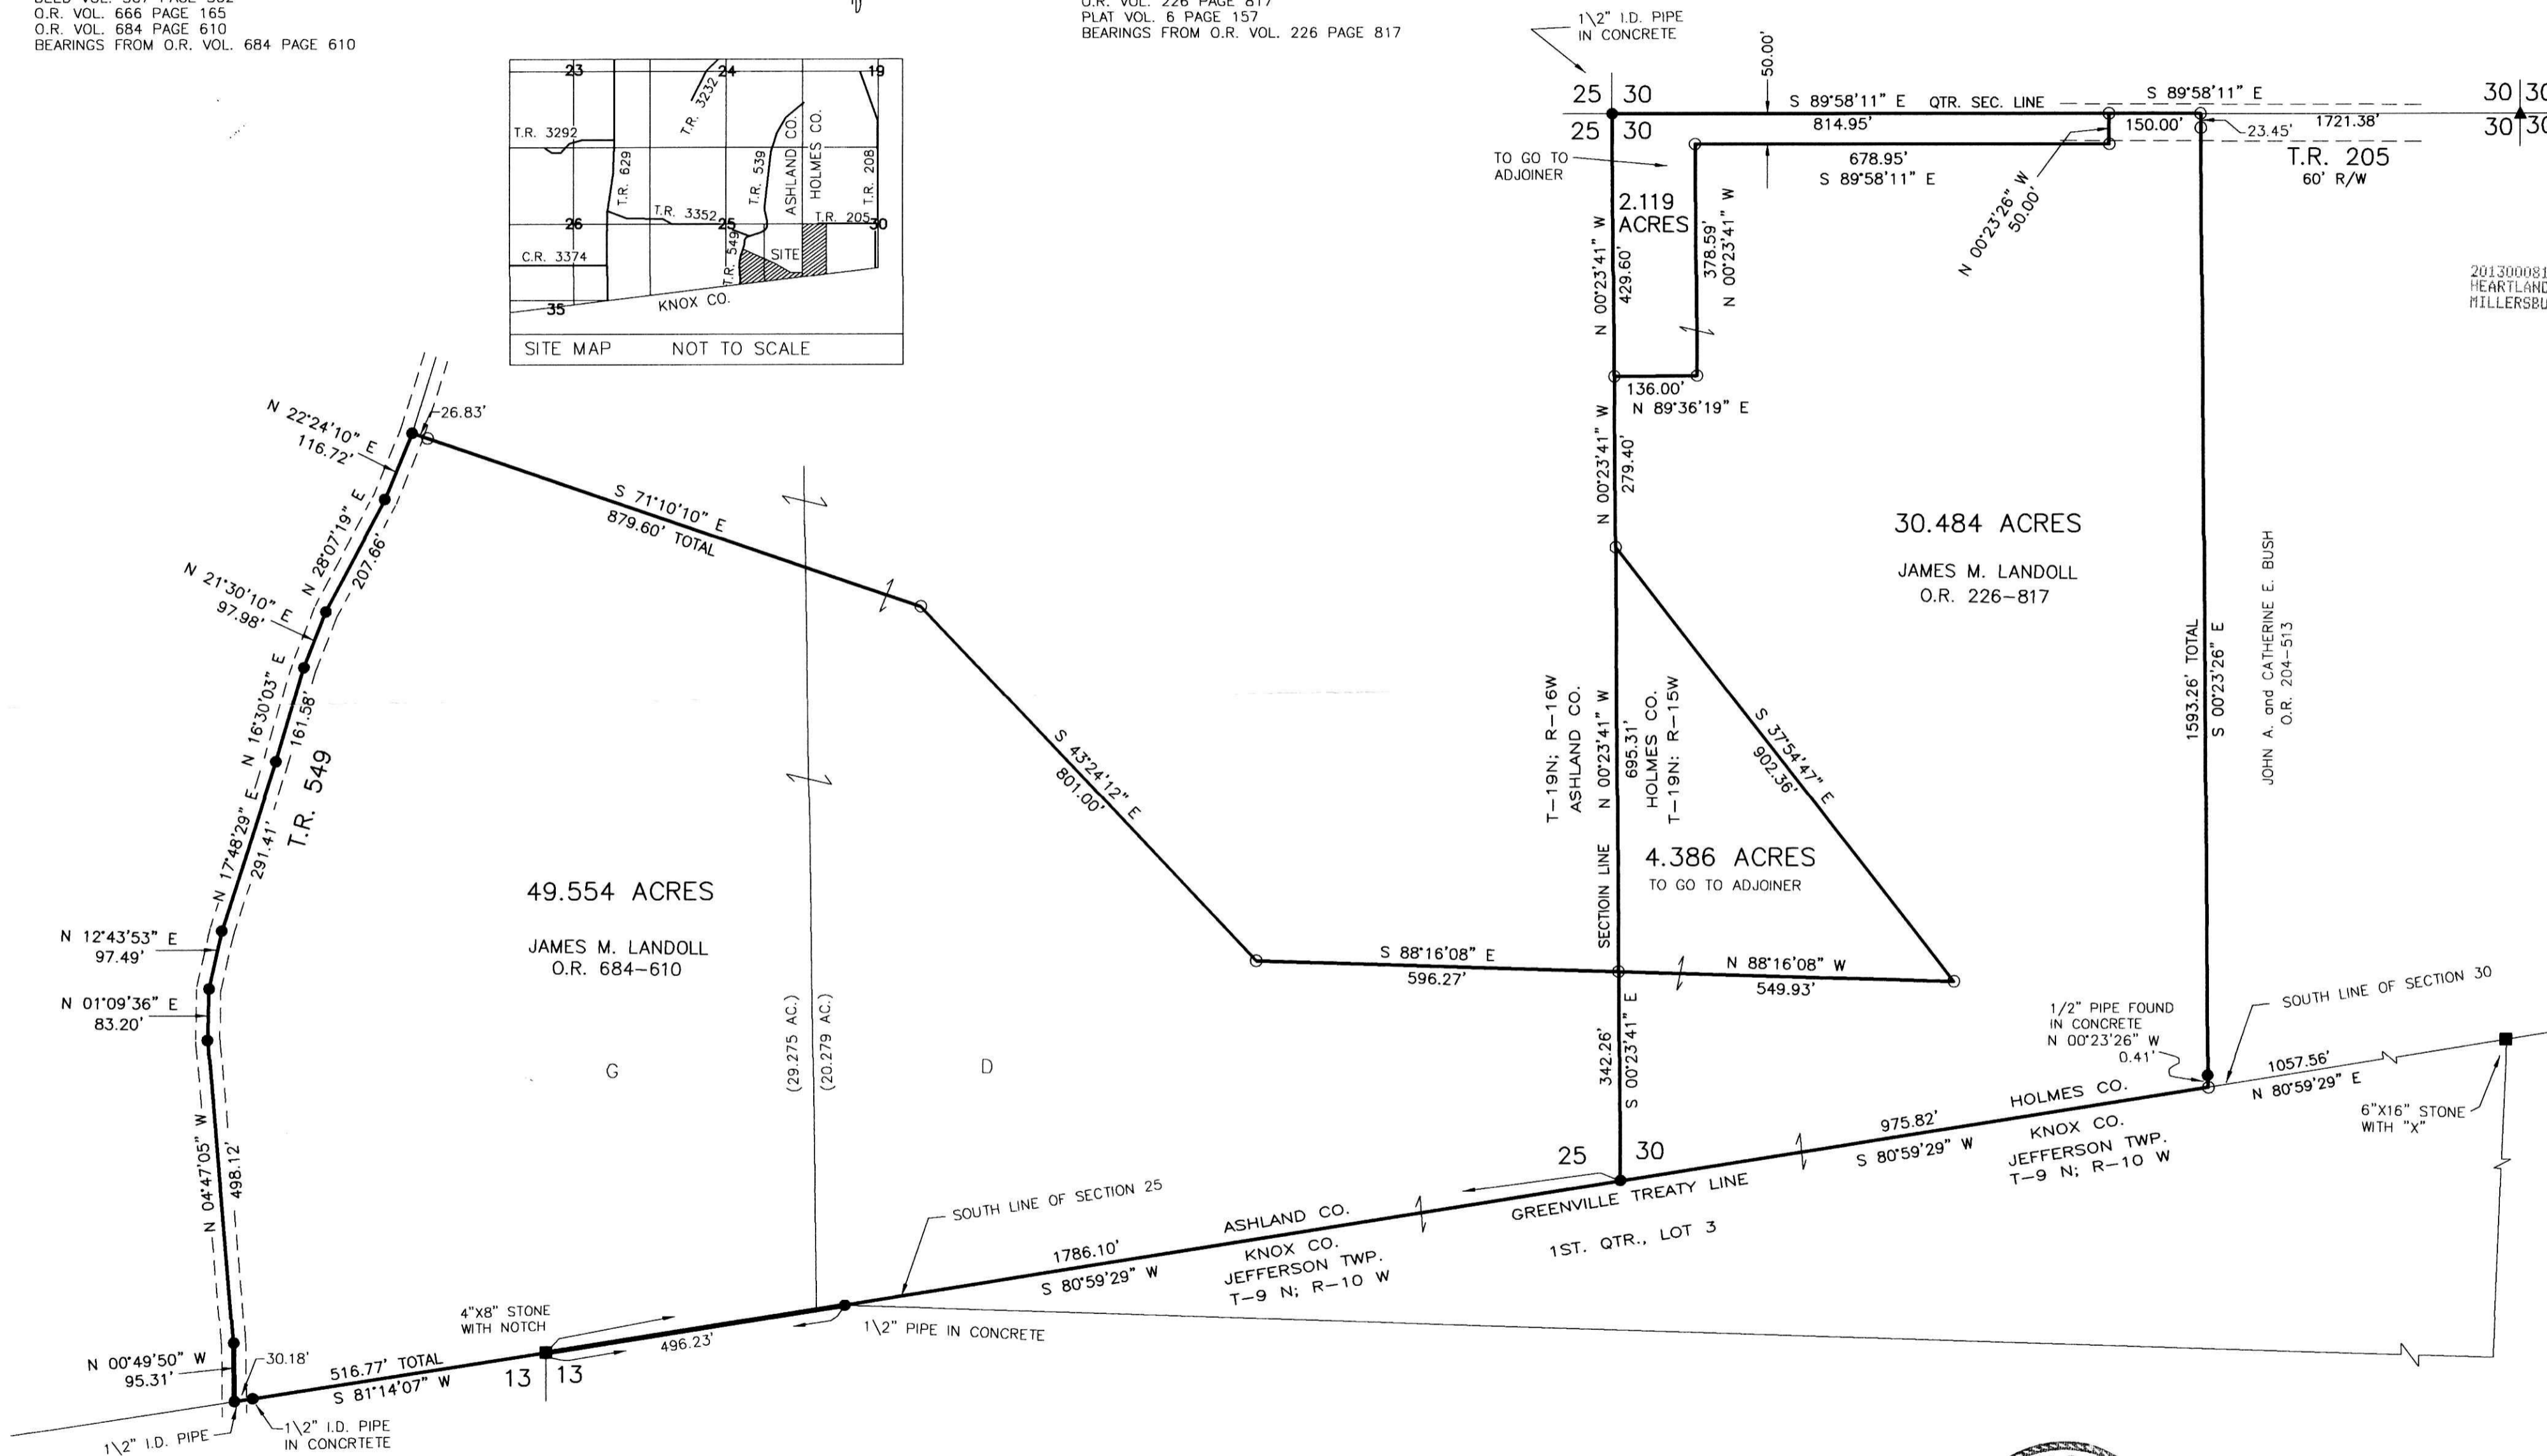 O.R. VOL. 666 PAGE 165
O.R. VOL. 684 PAGE 610
BEARINGS FROM O.R. VOL. 684 PAGE 610
O.R. VOL. 226 PAGE 817
PLAT VOL. 6 PAGE 157
BEARINGS FROM O.R. VOL. 226 PAGE 817
1\2" I.D. PIPE
IN CONCRETE
23
24
19
T.R. 3292
T.R. 629
T.R. 3232
T.R. 539
ASHLAND CO.
HOLMES CO.
T.R. 208
26
T.R. 3352
25
T.R. 205
30
C.R. 3374
T.R. 549
SITE
35
KNOX CO.
SITE MAP NOT TO SCALE
50.00'
25 30
S 89°58'11" E QTR. SEC. LINE
S 89°58'11" E
30 30
25 30
814.95'
150.00'
23.45'
1721.38'
30
T.R. 205
60' R/W
TO GO TO
ADJOINER
678.95'
S 89°58'11" E
N 00°23'26" W
50.00'
2.119
ACRES
N 00°23'41" W
429.60'
378.59'
N 00°23'41" W
136.00'
N 89°36'19" E
N 00°23'41" W
279.40'
201300081
HEARTLAND
MILLERSBU
30.484 ACRES
JAMES M. LANDOLL
O.R. 226-817
1593.26' TOTAL
S 00°23'26" E
JOHN A. and CATHERINE E. BUSH
O.R. 204-513
N 22°24'10" E
116.72'
26.83'
S 71°10'10" E
879.60' TOTAL
N 28°07'19" E
207.66'
N 21°30'10" E
97.98'
N 16°30'03" E
161.58'
T.R. 549
N 17°48'29" E
291.41'
N 12°43'53" E
97.49'
N 01°09'36" E
83.20'
N 04°47'05" W
498.12'
N 00°49'50" W
95.31'
30.18'
49.554 ACRES
JAMES M. LANDOLL
O.R. 684-610
(29.275 AC.)
(20.279 AC.)
G
D
S 43°24'12" E
801.00'
S 88°16'08" E
596.27'
T-19N; R-16W
ASHLAND CO.
SECTIOIN LINE N 00°23'41" W
695.31'
HOLMES CO.
T-19N: R-15W
S 37°54'47" E
902.36'
4.386 ACRES
TO GO TO ADJOINER
N 88°16'08" W
549.93'
342.26'
S 00°23'41" E
1/2" PIPE FOUND
IN CONCRETE
N 00°23'26" W
0.41'
SOUTH LINE OF SECTION 30
1057.56'
N 80°59'29" E
6"X16" STONE
WITH "X"
25 30
975.82'
S 80°59'29" W
HOLMES CO.
KNOX CO.
JEFFERSON TWP.
T-9 N; R-10 W
GREENVILLE TREATY LINE
1ST. QTR., LOT 3
SOUTH LINE OF SECTION 25
ASHLAND CO.
1786.10'
S 80°59'29" W
KNOX CO.
JEFFERSON TWP.
T-9 N; R-10 W
4"X8" STONE
WITH NOTCH
496.23'
1\2" PIPE IN CONCRETE
516.77' TOTAL
S 81°14'07" W
13 13
1\2" I.D. PIPE
1\2" I.D. PIPE
IN CONCRTETE